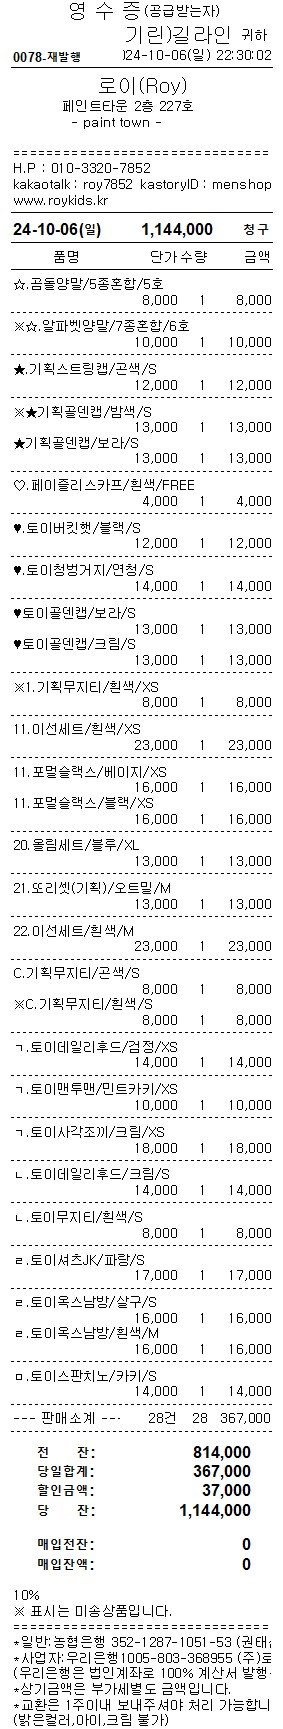 영 수 증(공급받는자)
기린)길라인 귀하
0078-재발행 24-10-06(일) 22:30:02
로이(Roy)
페인트타운 2층 227호
- paint town -
H.P : 010-3320-7852
kakaotalk : roy7852 kastoryID : menshop
www.roykids.kr
24-10-06(일) 1,144,000 청구
품명 단가 수량 금액
☆.곰돌양말/5종혼합/5호
8,000 1 8,000
※☆.알파벳양말/7종혼합/6호
10,000 1 10,000
★.기획스트링캡/곤색/S
12,000 1 12,000
※★기획골덴캡/밤색/S
13,000 1 13,000
★기획골덴캡/보라/S
13,000 1 13,000
♡.페이즐리스카프/흰색/FREE
4,000 1 4,000
♥.토이버킷햇/블랙/S
12,000 1 12,000
♥.토이청벙거지/연청/S
14,000 1 14,000
♥토이골덴캡/보라/S
13,000 1 13,000
♥토이골덴캡/크림/S
13,000 1 13,000
※1.기획무지티/흰색/XS
8,000 1 8,000
11.이선세트/흰색/XS
23,000 1 23,000
11.포멀슬랙스/베이지/XS
16,000 1 16,000
11.포멀슬랙스/블랙/XS
16,000 1 16,000
20.올림세트/블루/XL
13,000 1 13,000
21.또리셋(기획)/오트밀/M
13,000 1 13,000
22.이선세트/흰색/M
23,000 1 23,000
C.기획무지티/곤색/S
8,000 1 8,000
※C.기획무지티/흰색/S
8,000 1 8,000
ㄱ.토이데일리후드/검정/XS
14,000 1 14,000
ㄱ.토이맨투맨/민트카키/XS
10,000 1 10,000
ㄱ.토이사각조끼/크림/XS
18,000 1 18,000
ㄴ.토이데일리후드/크림/S
14,000 1 14,000
ㄴ.토이무지티/흰색/S
8,000 1 8,000
ㄹ.토이셔츠JK/파랑/S
17,000 1 17,000
ㄹ.토이옥스남방/살구/S
16,000 1 16,000
ㄹ.토이옥스남방/흰색/M
16,000 1 16,000
ㅁ.토이스판치노/카키/S
14,000 1 14,000
--- 판매소계 --- 28건 28 367,000
전 잔: 814,000
당일합계: 367,000
할인금액: 37,000
당 잔: 1,144,000
매입전잔: 0
매입잔액: 0
10%
※ 표시는 미송상품입니다.
*일반:농협은행 352-1287-1051-53 (권태
*사업자:우리은행1005-803-368955 (주)로
(우리은행은 법인계좌로 100% 계산서 발행
*상기금액은 부가세별도 금액입니다.
*교환은 1주이내 보내주셔야 처리 가능합니
(밝은컬러,아이,크림 불가)